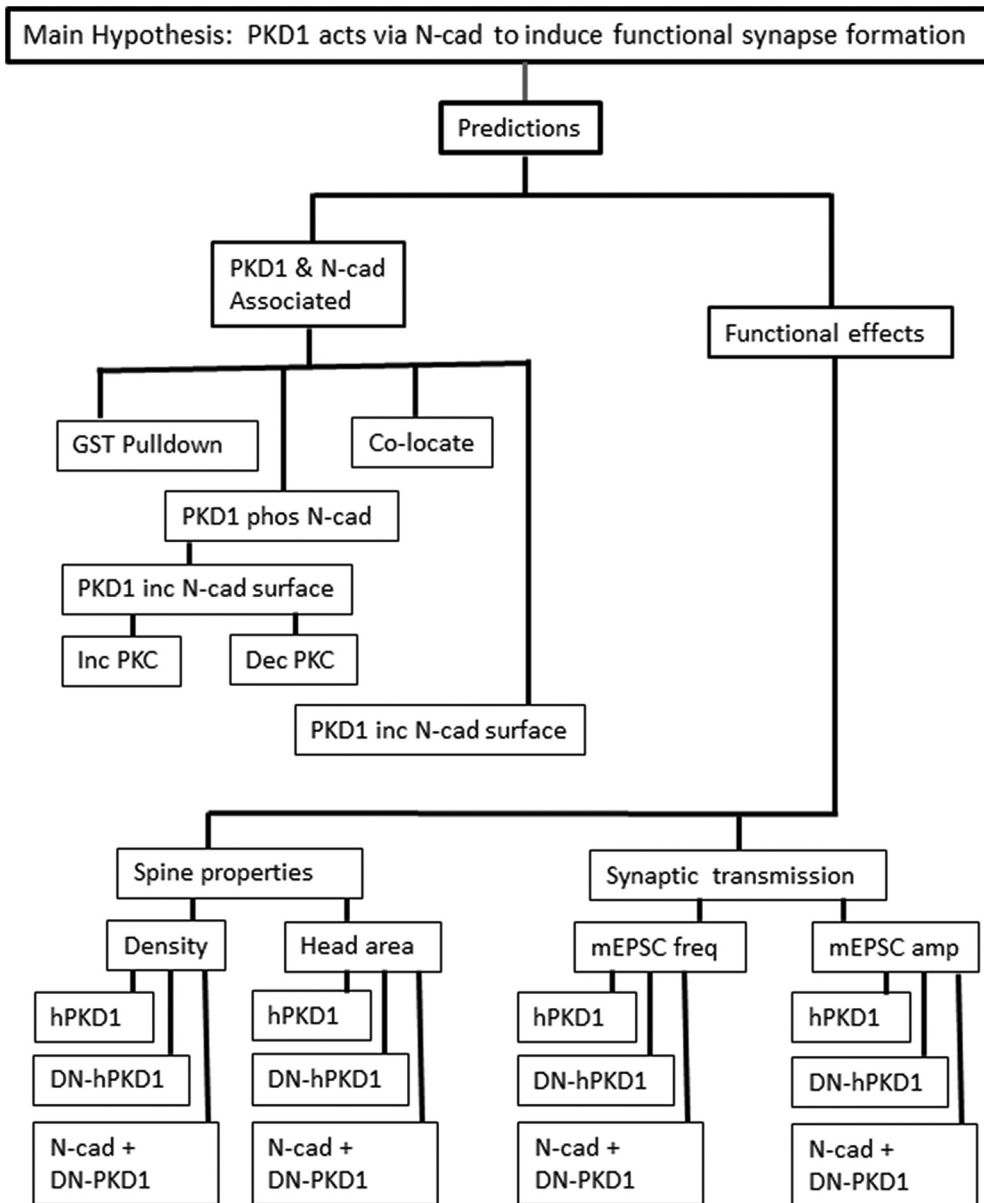 Main Hypothesis: PKD1 acts via N-cad to induce functional synapse formation
Predictions
PKD1 & N-cad
Associated
Functional effects
GST Pulldown
Co-locate
PKD1 phos N-cad
PKD1 inc N-cad surface
Inc PKC
Dec PKC
PKD1 inc N-cad surface
Spine properties
Synaptic transmission
Density
Head area
mEPSC freq
mEPSC amp
hPKD1
hPKD1
hPKD1
hPKD1
DN-hPKD1
DN-hPKD1
DN-hPKD1
DN-hPKD1
N-cad +
DN-PKD1
N-cad +
DN-PKD1
N-cad +
DN-PKD1
N-cad +
DN-PKD1